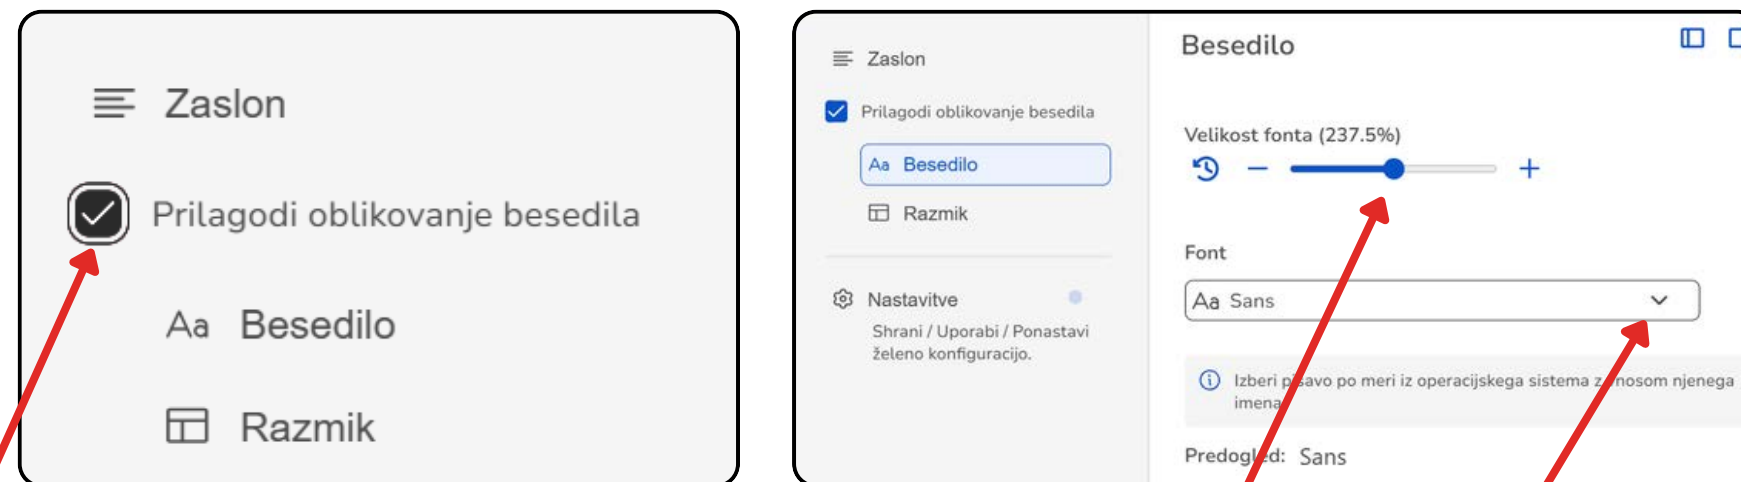 Zaslon
Prilagodi oblikovanje besedila
Aa Besedilo
Razmik
Zaslon
Prilagodi oblikovanje besedila
Aa Besedilo
Razmik
Nastavitve
Shrani / Uporabi / Ponastavi
želeno konfiguracijo.
Besedilo
Velikost fonta (237.5%)
Font
Aa Sans
Izberi pisavo po meri iz operacijskega sistema z vnosom njenega
imena
Predogled: Sans